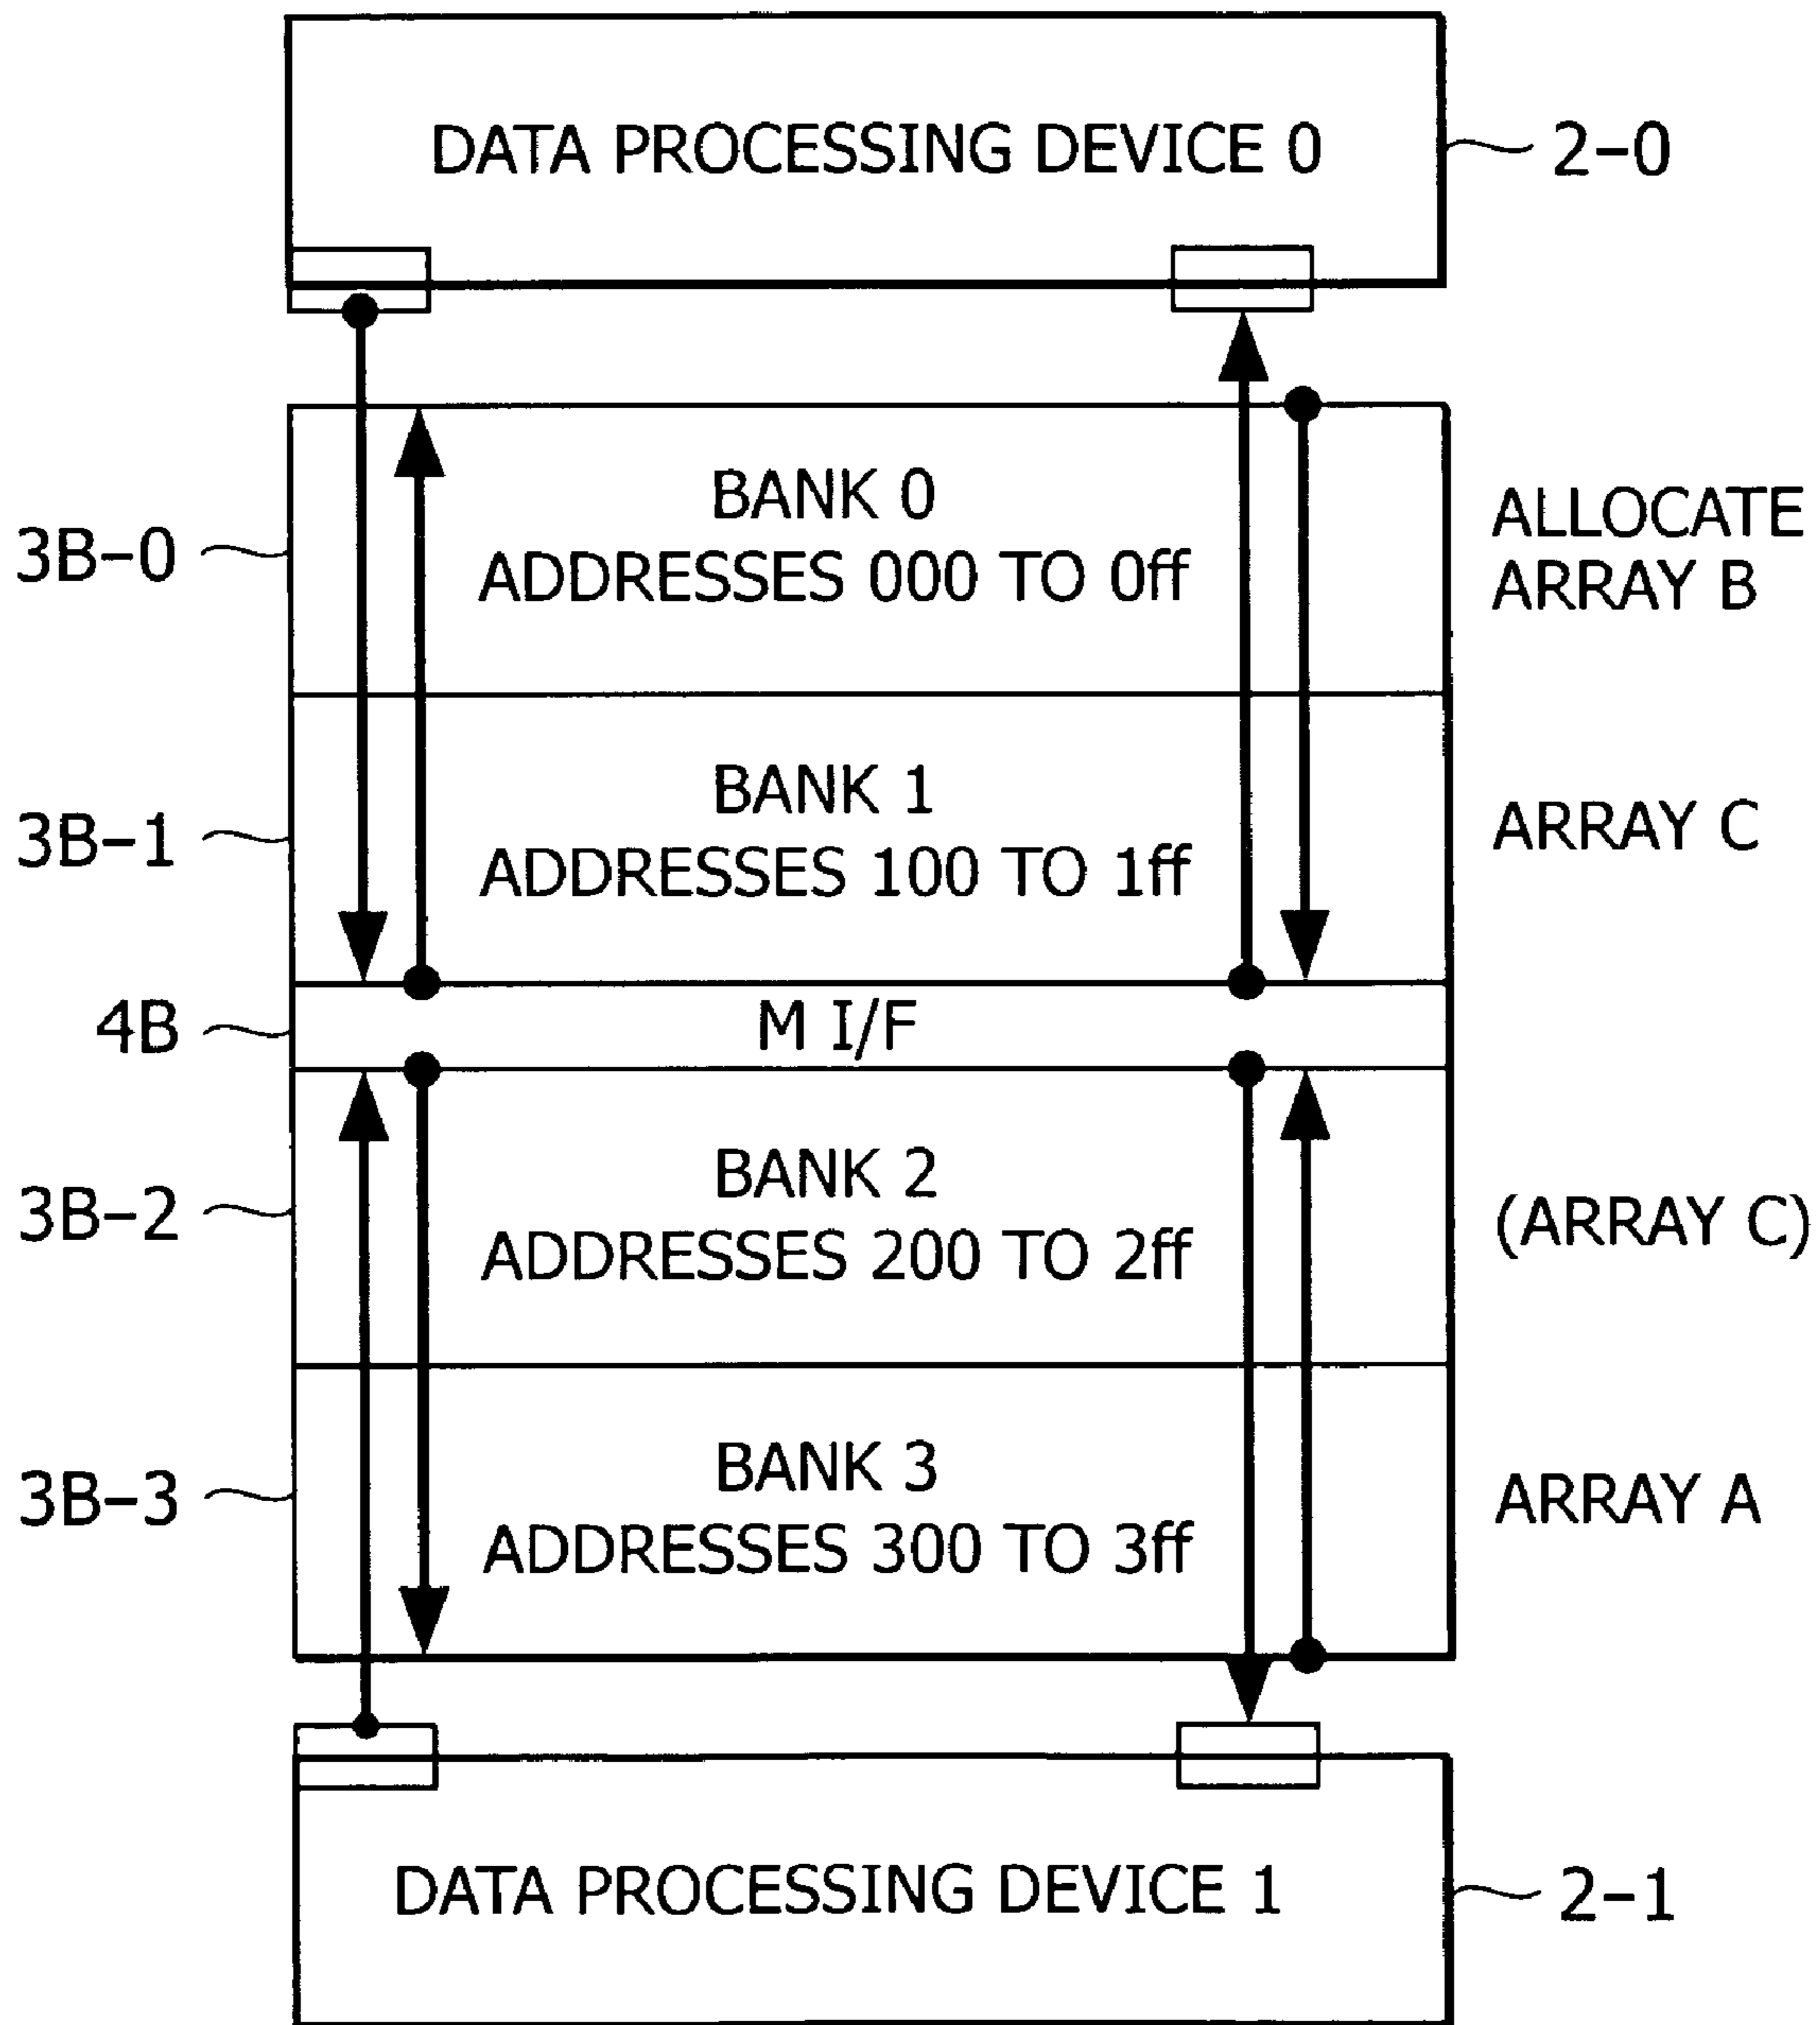 DATA PROCESSING DEVICE 0
2-0
3B-0
BANK 0
ADDRESSES 000 TO 0ff
ALLOCATE
ARRAY B
3B-1
BANK 1
ADDRESSES 100 TO 1ff
ARRAY C
4B
M I/F
3B-2
BANK 2
ADDRESSES 200 TO 2ff
(ARRAY C)
3B-3
BANK 3
ADDRESSES 300 TO 3ff
ARRAY A
DATA PROCESSING DEVICE 1
2-1